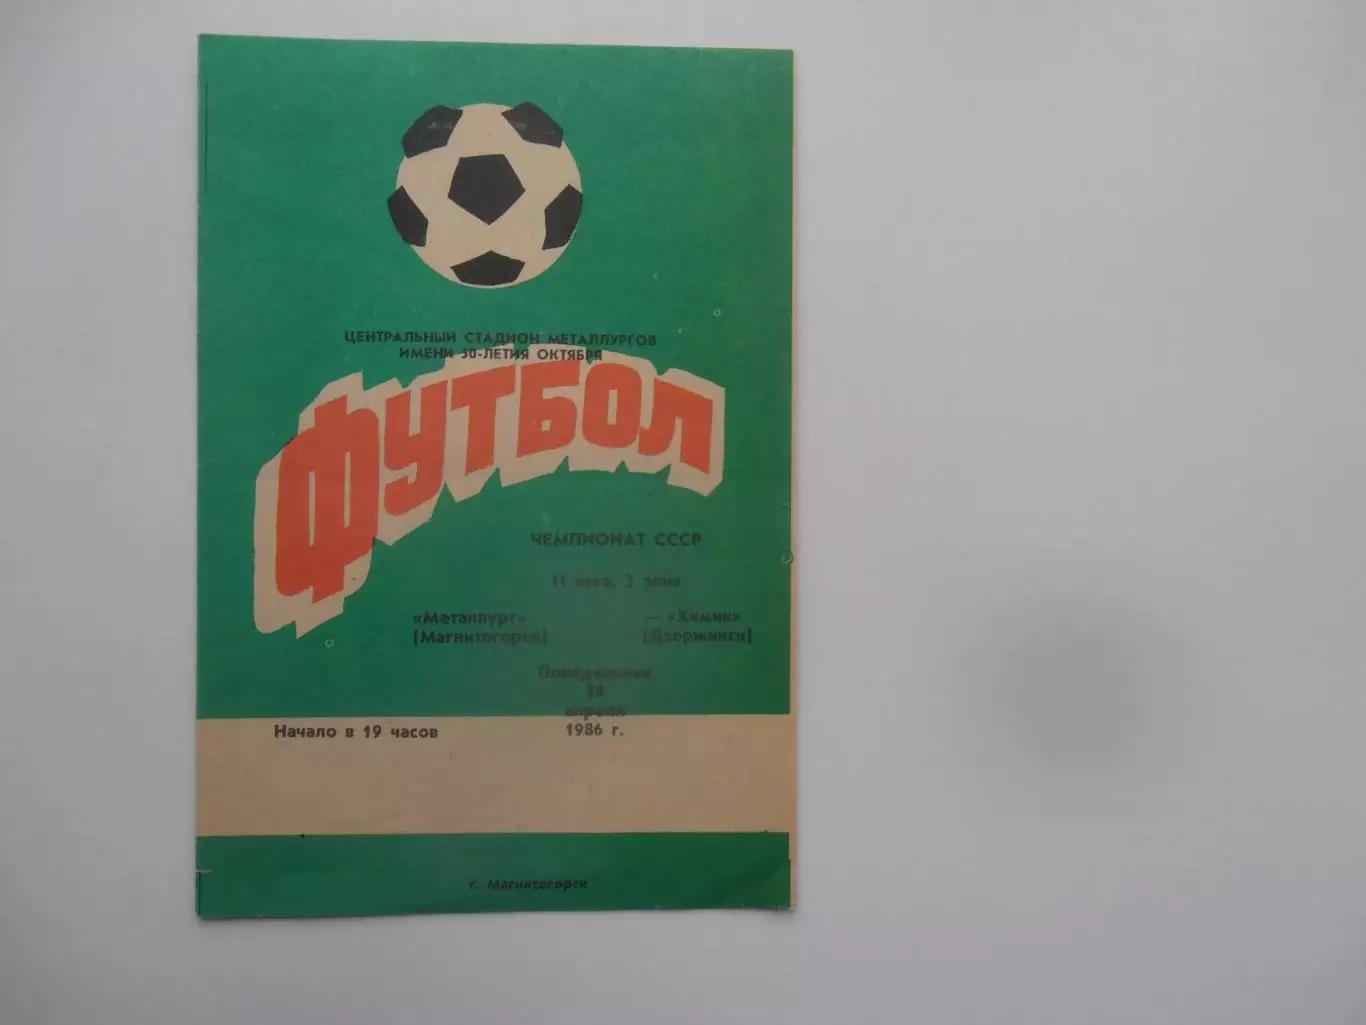 ЦЕНТРАЛЬНЫЙ СТАДИОН МЕТАЛЛУРГОВ
ИМЕНИ 50-ЛЕТИЯ ОКТЯБРЯ
ФУТБОЛ
ЧЕМПИОНАТ СССР
II лига, 2 зона
«Металлург» — «Химик»
(Магнитогорск) (Дзержинск)
Понедельник
28
апреля
Начало в 19 часов 1986 г.
г. Магнитогорск